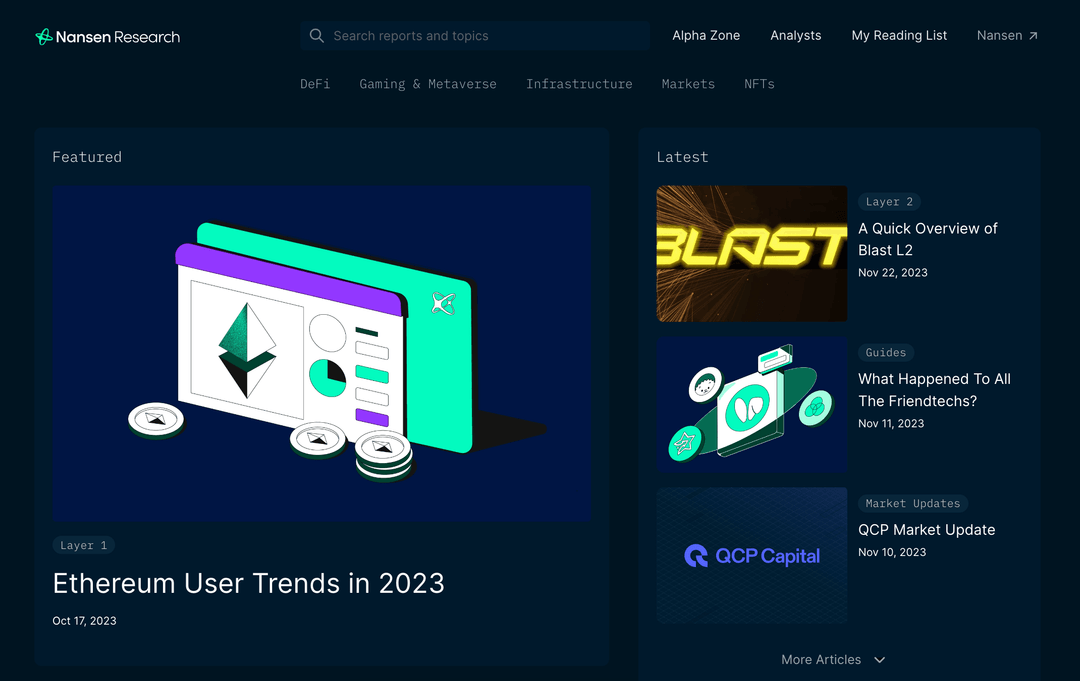 Nansen Research
Search reports and topics
Alpha Zone
Analysts
My Reading List
Nansen
DeFi
Gaming & Metaverse
Infrastructure
Markets
NFTs
Featured
Layer 1
Ethereum User Trends in 2023
Oct 17, 2023
Latest
BLAST
Layer 2
A Quick Overview of
Blast L2
Nov 22, 2023
Guides
What Happened To All
The Friendtechs?
Nov 11, 2023
QCP Capital
Market Updates
QCP Market Update
Nov 10, 2023
More Articles